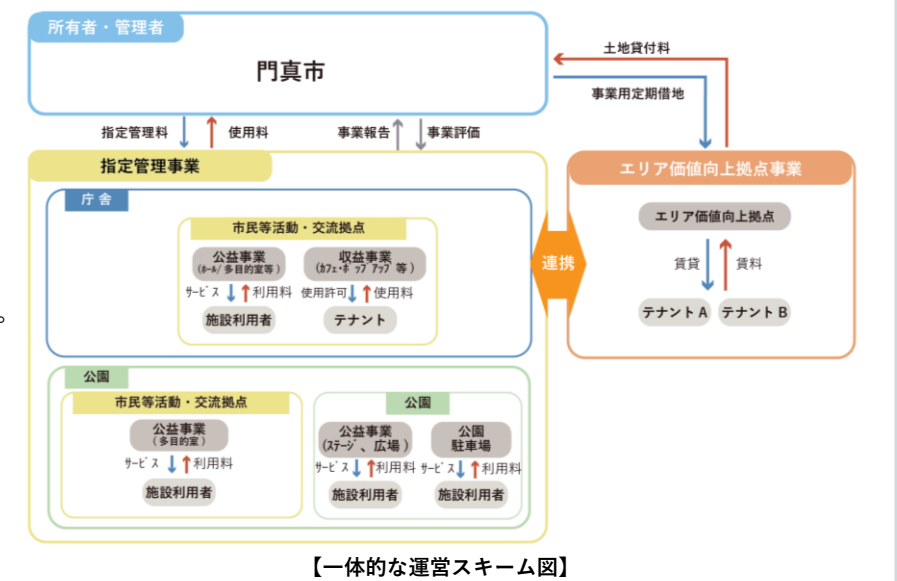 所有者・管理者
門真市
土地貸付料
事業用定期借地
指定管理料
使用料
事業報告
事業評価
指定管理事業
エリア価値向上拠点事業
庁舎
市民等活動・交流拠点
公益事業
(ﾎｰﾙ/多目的室等)
収益事業
(ｶﾌｪ・ﾎﾟｯﾌﾟｱｯﾌﾟ等)
サービス
利用料
使用許可
使用料
施設利用者
テナント
連携
エリア価値向上拠点
賃貸
賃料
テナントA
テナントB
。
公園
市民等活動・交流拠点
公益事業
(多目的室)
サービス
利用料
施設利用者
公園
公益事業
(ｽﾃｰｼﾞ、広場)
公園
駐車場
サービス
利用料
サービス
利用料
施設利用者
施設利用者
【一体的な運営スキーム図】